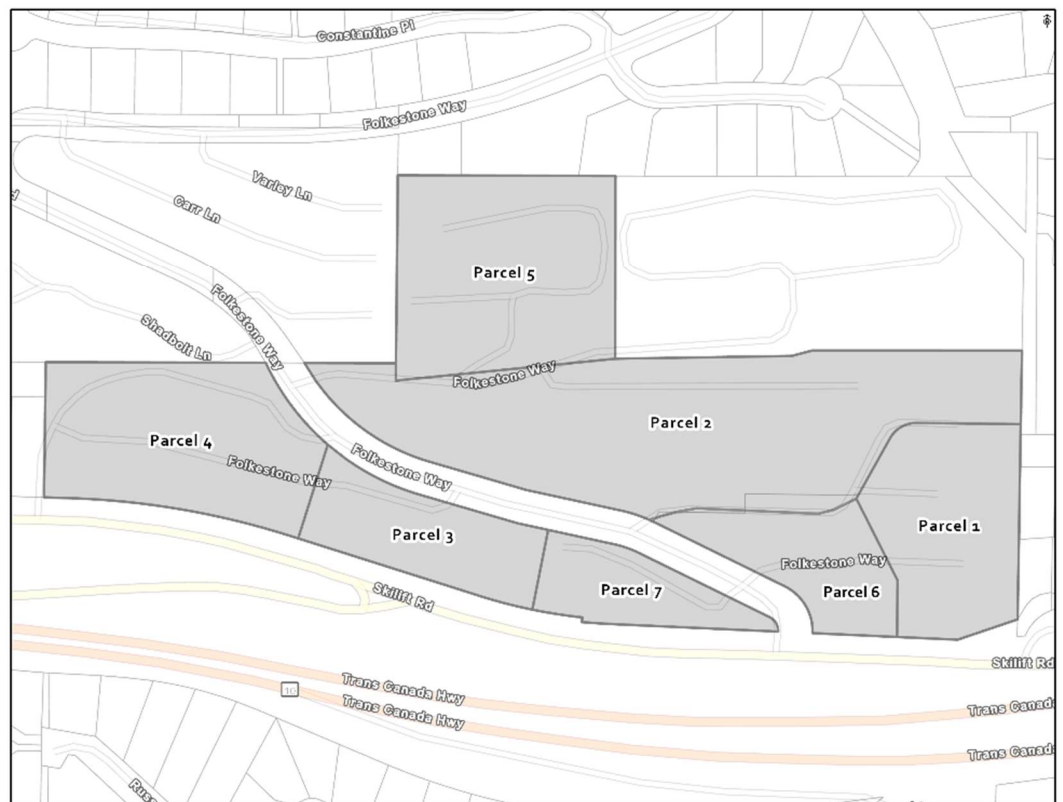 Constantine Pl
Folkestone Way
Varley Ln
Carr Ln
Parcel 5
Folkestone Way
Shadbolt Ln
Folkestone Way
Parcel 2
Parcel 4
Folkestone Way
Folkestone Way
Parcel 1
Parcel 3
Folkestone Way
Parcel 7
Parcel 6
Skilift Rd
Skilift Rd
Trans Canada Hwy
10
Trans Canada Hwy
Trans Canad
Trans Canad